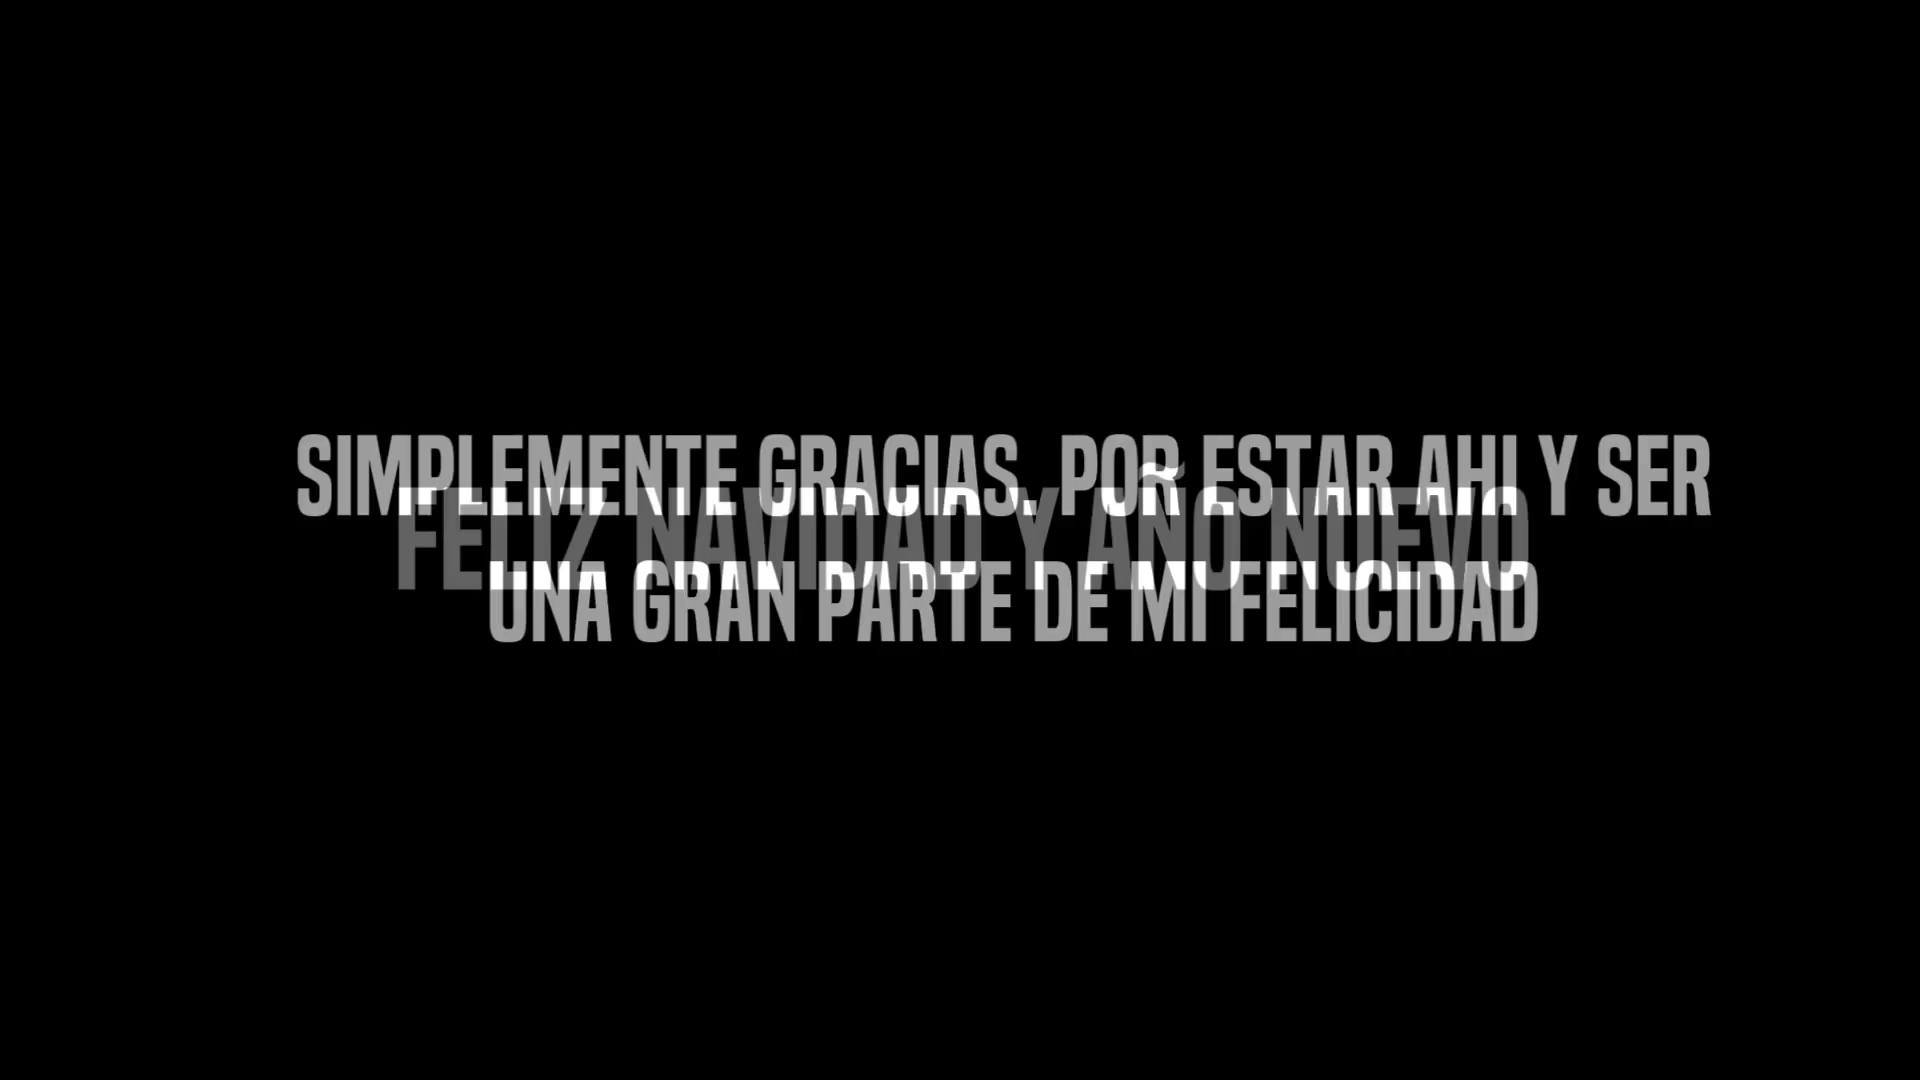 SIMPLEMENTE GRACIAS, POR ESTAR AHI Y SER
FELIZ NAVIDAD Y AÑO NUEVO
UNA GRAN PARTE DE MI FELICIDAD